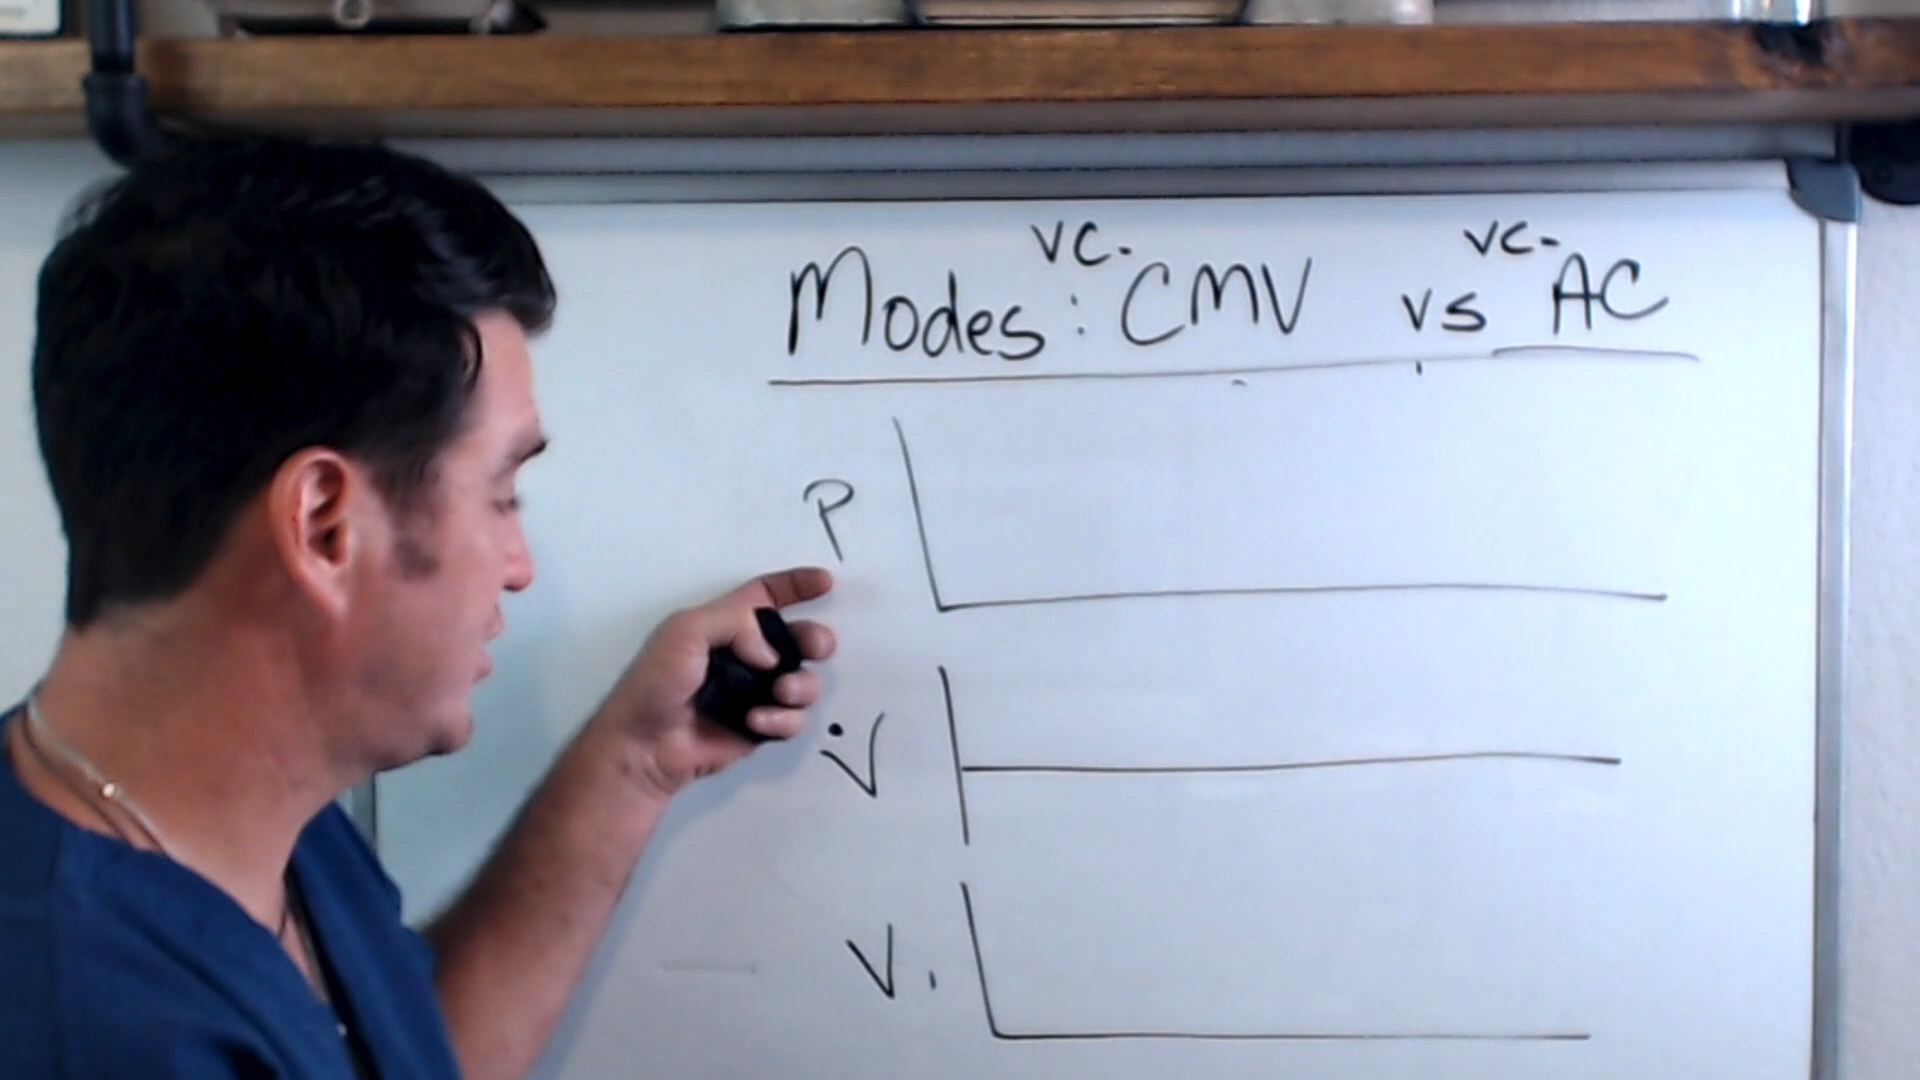 VC- VC-
Modes: CMV vs AC
P
V̇
V